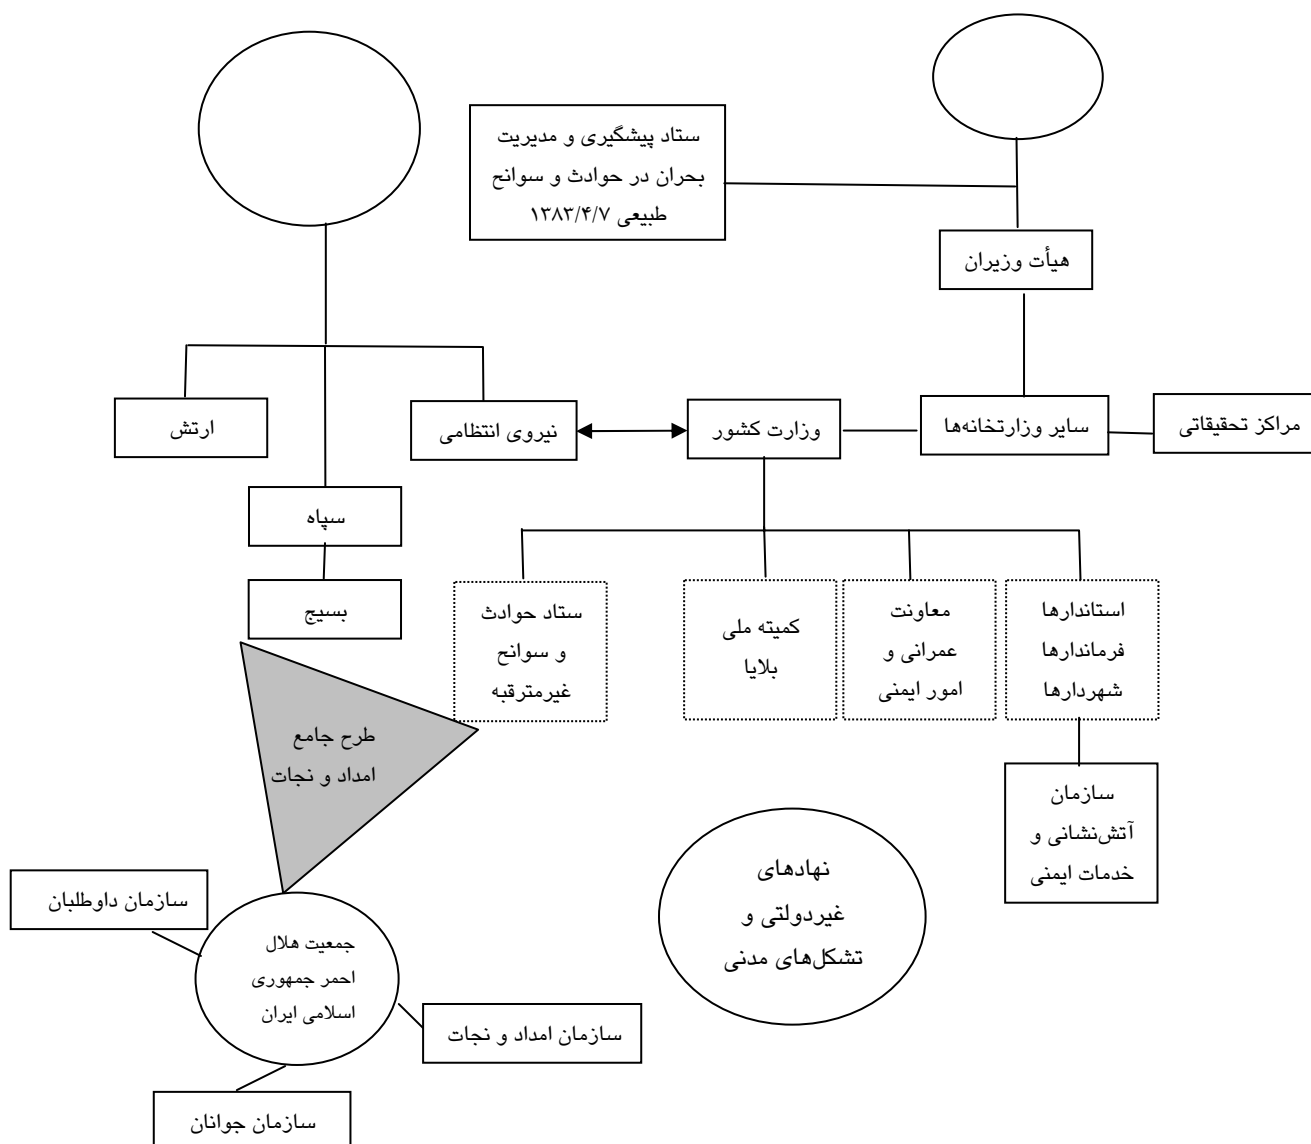 ستاد پیشگیری و مدیریت
بحران در حوادث و سوانح
طبیعی ۱۳۸۳/۴/۷
هیأت وزیران
مراکز تحقیقاتی
سایر وزارتخانه‌ها
وزارت کشور
نیروی انتظامی
ارتش
سپاه
بسیج
استاندارها
فرماندارها
شهردارها
معاونت
عمرانی و
امور ایمنی
کمیته ملی
بلایا
ستاد حوادث
و سوانح
غیرمترقبه
طرح جامع
امداد و نجات
سازمان
آتش‌نشانی و
خدمات ایمنی
نهادهای
غیردولتی و
تشکل‌های مدنی
سازمان داوطلبان
جمعیت هلال
احمر جمهوری
اسلامی ایران
سازمان امداد و نجات
سازمان جوانان